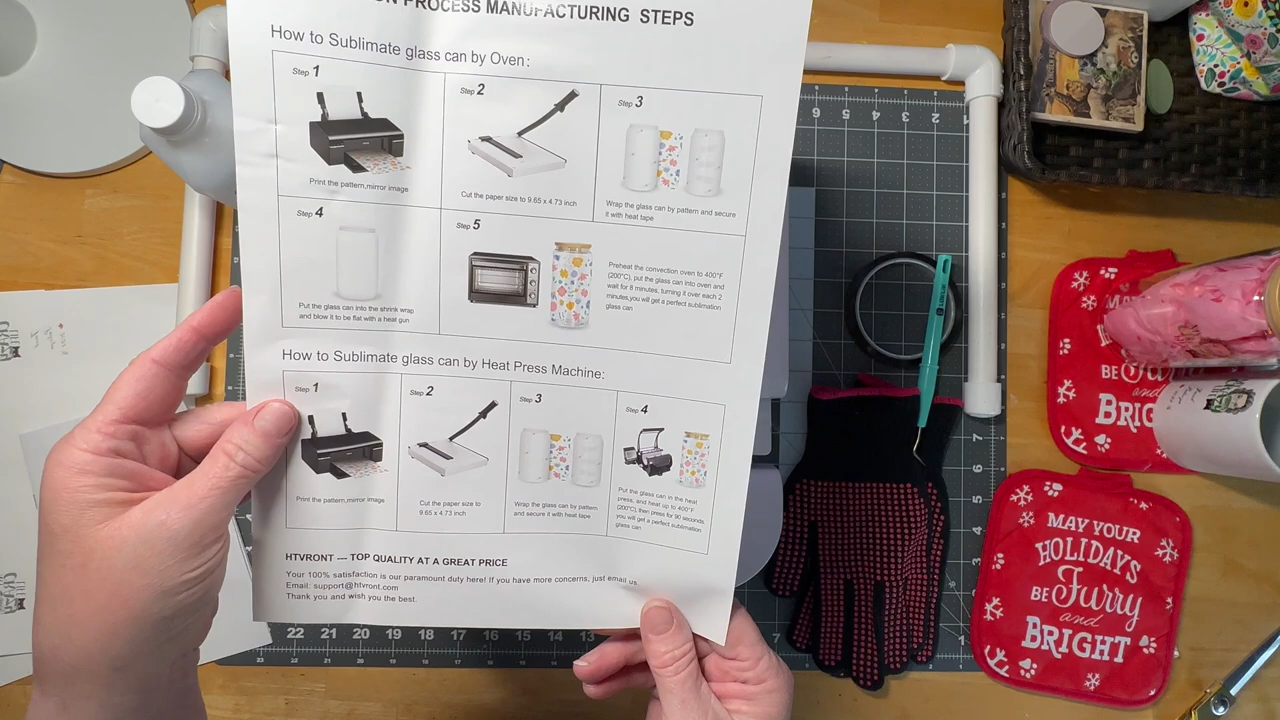 PROCESS MANUFACTURING STEPS
How to Sublimate glass can by Oven:
Step 1
Print the pattern,mirror image
Step 2
Cut the paper size to 9.65 x 4.73 inch
Step 3
Wrap the glass can by pattern and secure
it with heat tape
Step 4
Put the glass can into the shrink wrap
and blow it to be flat with a heat gun
Step 5
Preheat the convection oven to 400°F
(200°C), put the glass can into oven and
wait for 8 minutes, turning it over each 2
minutes,you will get a perfect sublimation
glass can
How to Sublimate glass can by Heat Press Machine:
Step 1
Print the pattern,mirror image
Step 2
Cut the paper size to
9.65 x 4.73 inch
Step 3
Wrap the glass can by pattern
and secure it with heat tape
Step 4
Put the glass can in the heat
press, and heat up to 400°F
(200°C), then press for 90 seconds
you will get a perfect sublimation
glass can
HTVRONT — TOP QUALITY AT A GREAT PRICE
Your 100% satisfaction is our paramount duty here! If you have more concerns, just email us.
Email: support@htvront.com
Thank you and wish you the best.
22 21 20 19 18 17 16 15 14 13
6 5 4 3 2 1
7
6
5
BE
and
BRIG
MAY YOUR
HOLIDAYS
BE Furry
and
BRIGHT